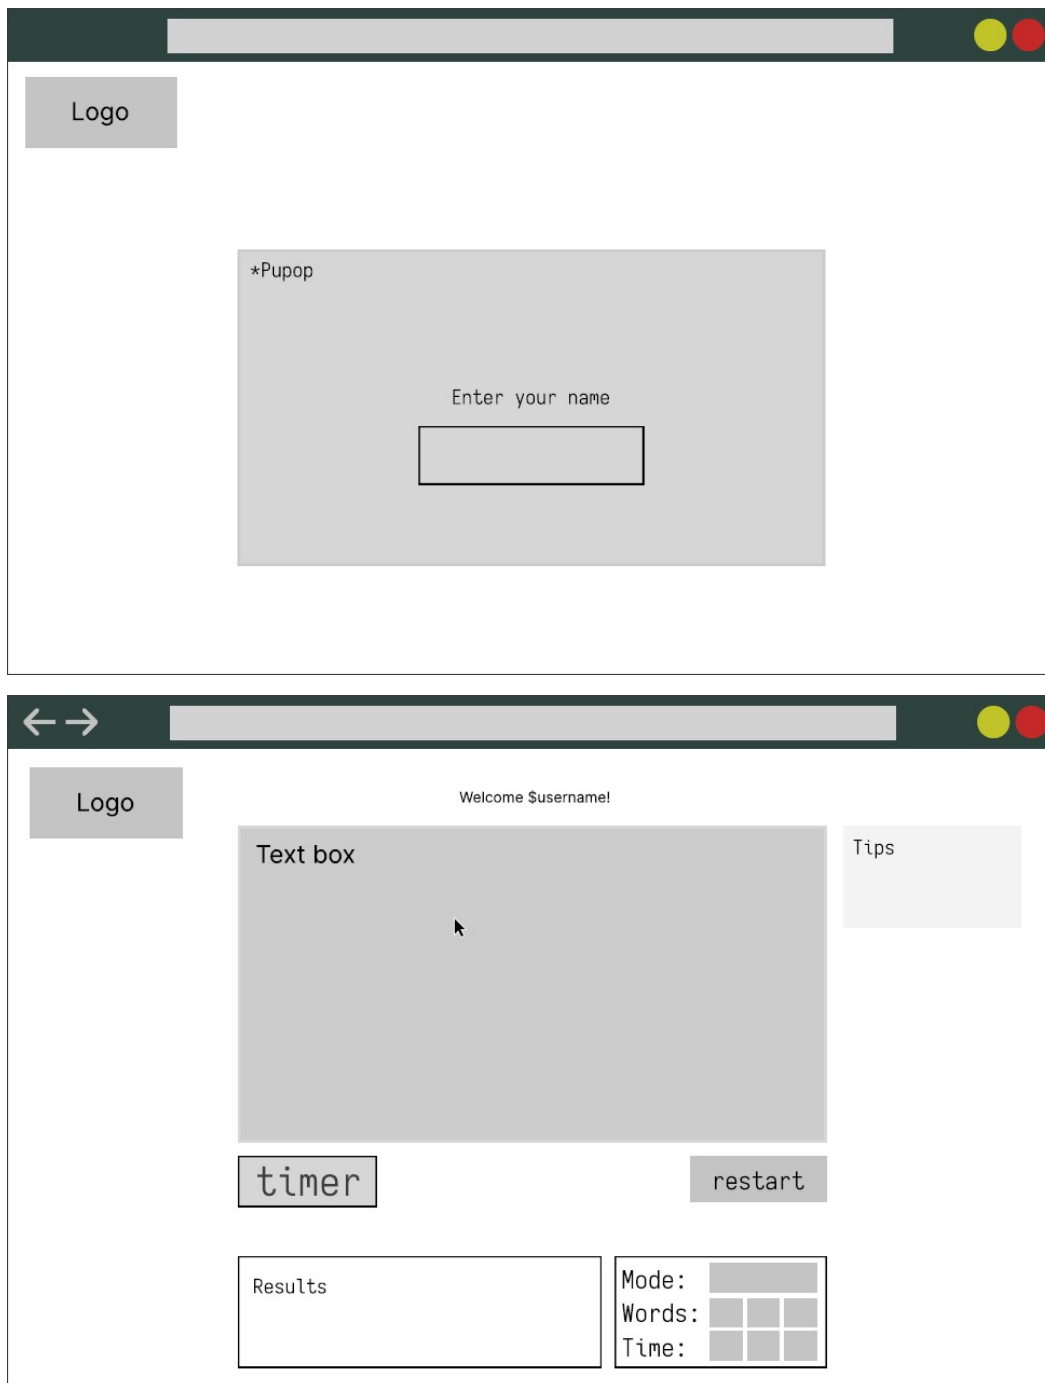 Logo
*Pupop
Enter your name
Logo
Welcome $username!
Text box
Tips
timer
restart
Results
Mode:
Words:
Time: